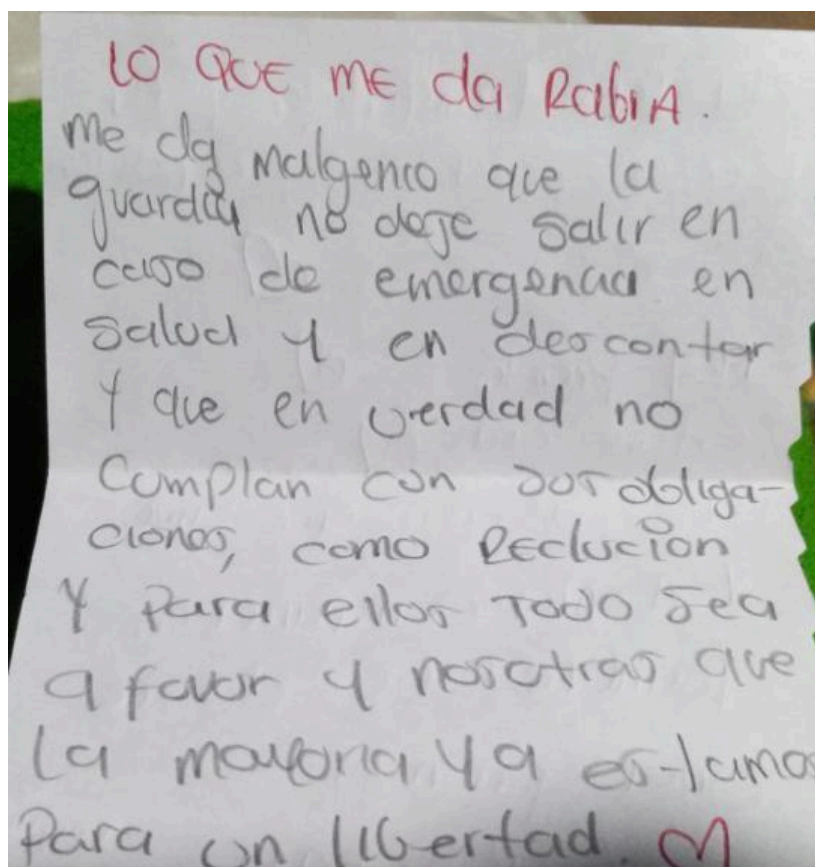 LO QUE ME da RabiA.
me da malgenio que la
guardia no deje salir en
caso de emergencia en
salud y en descontar
Y que en verdad no
Cumplan con sus obliga-
ciones, como REclución
Y para ellos TODO sea
a favor y nosotras que
La mayoria ya estamos
Para un libertad